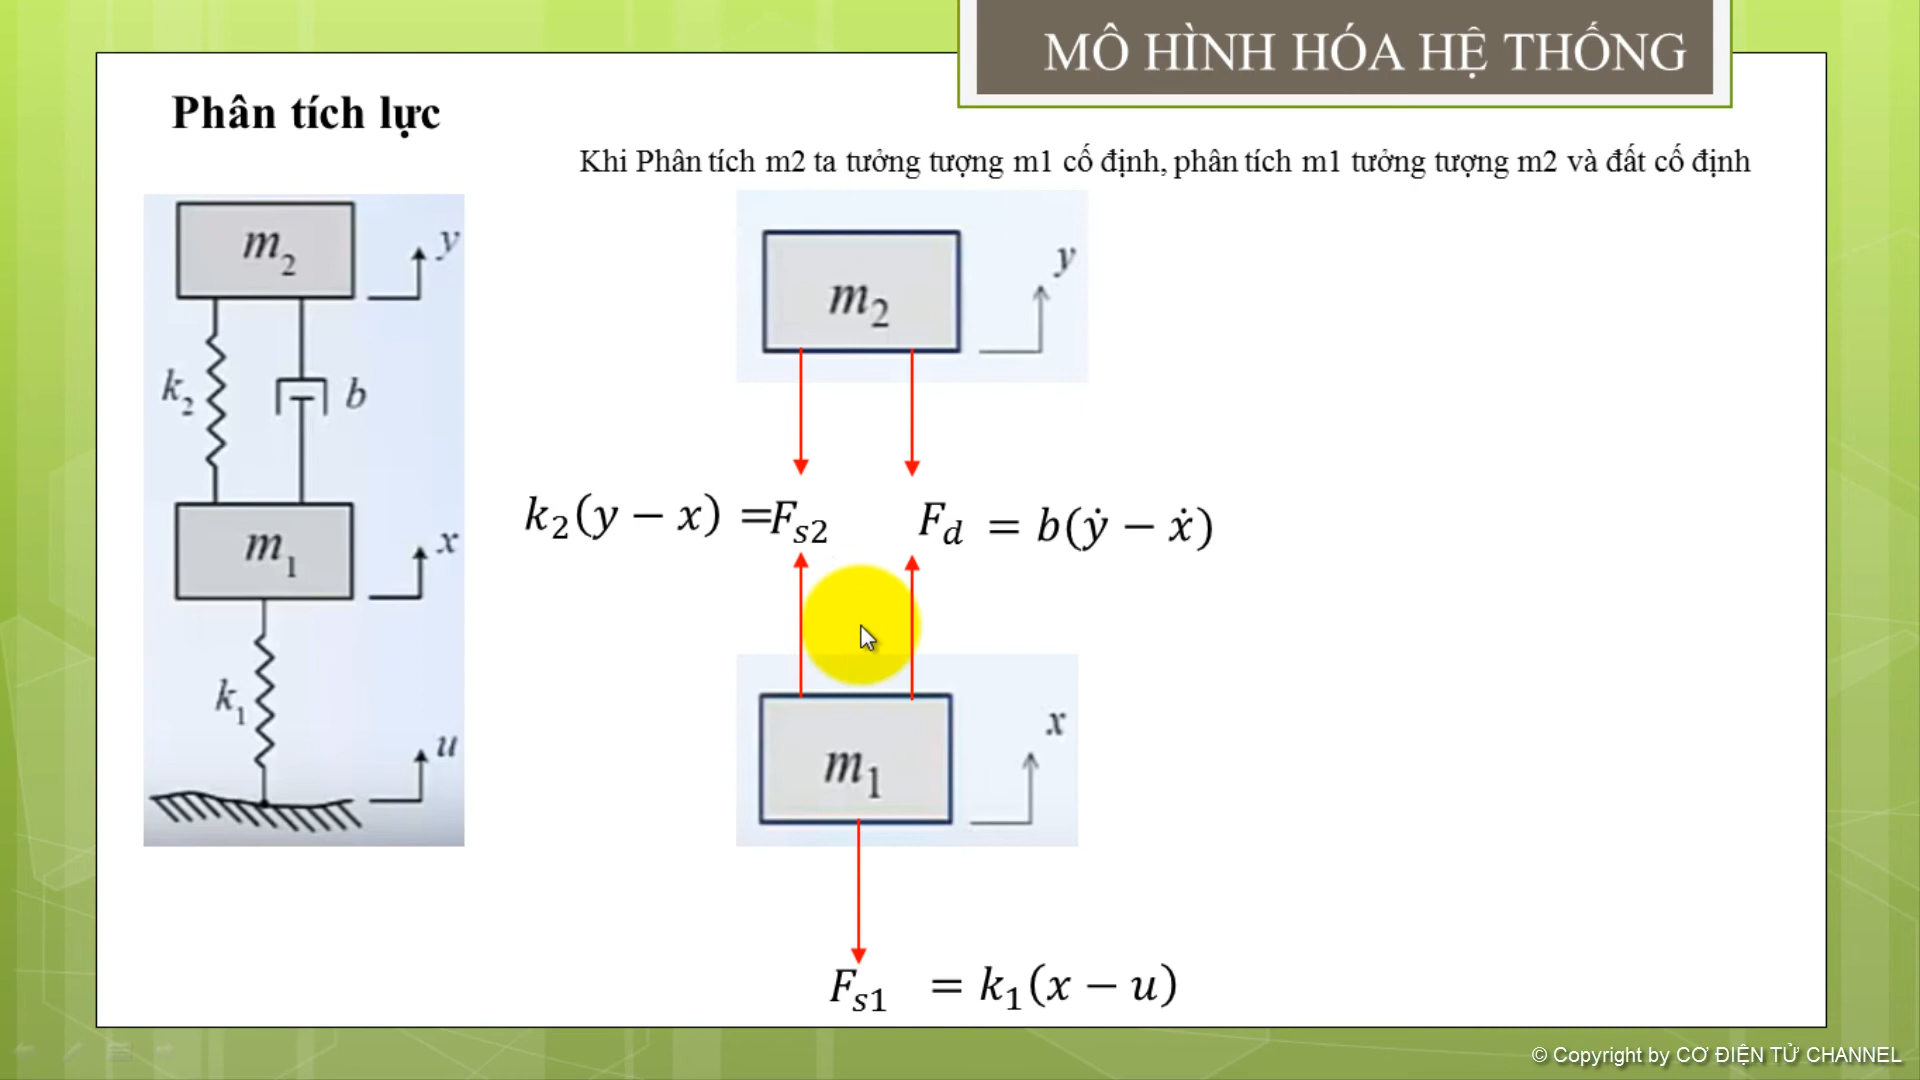 MÔ HÌNH HÓA HỆ THỐNG
Phân tích lực
Khi Phân tích m2 ta tưởng tượng m1 cố định, phân tích m1 tưởng tượng m2 và đất cố định
m₂
y
k₂
b
m₁
x
k₁
u
m₂
y
k₂(y − x) =Fₛ₂
F_d = b(ẏ − ẋ)
m₁
x
Fₛ₁ = k₁(x − u)
© Copyright by CƠ ĐIỆN TỬ CHANNEL